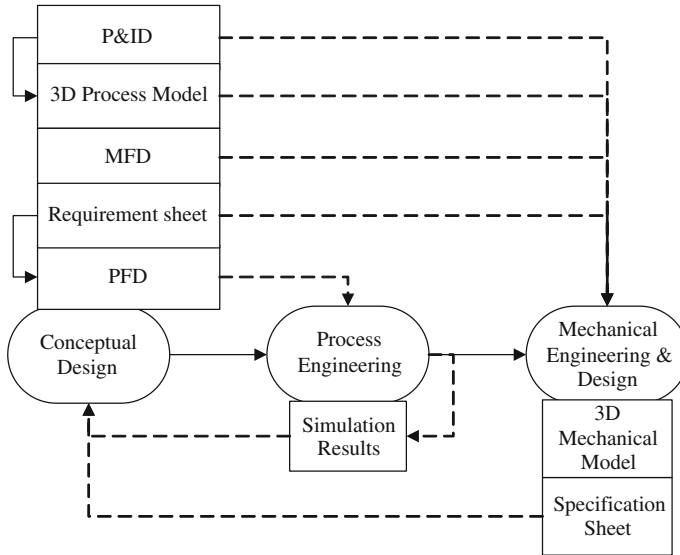 P&ID
3D Process Model
MFD
Requirement sheet
PFD
Conceptual
Design
Process
Engineering
Mechanical
Engineering &
Design
Simulation
Results
3D
Mechanical
Model
Specification
Sheet